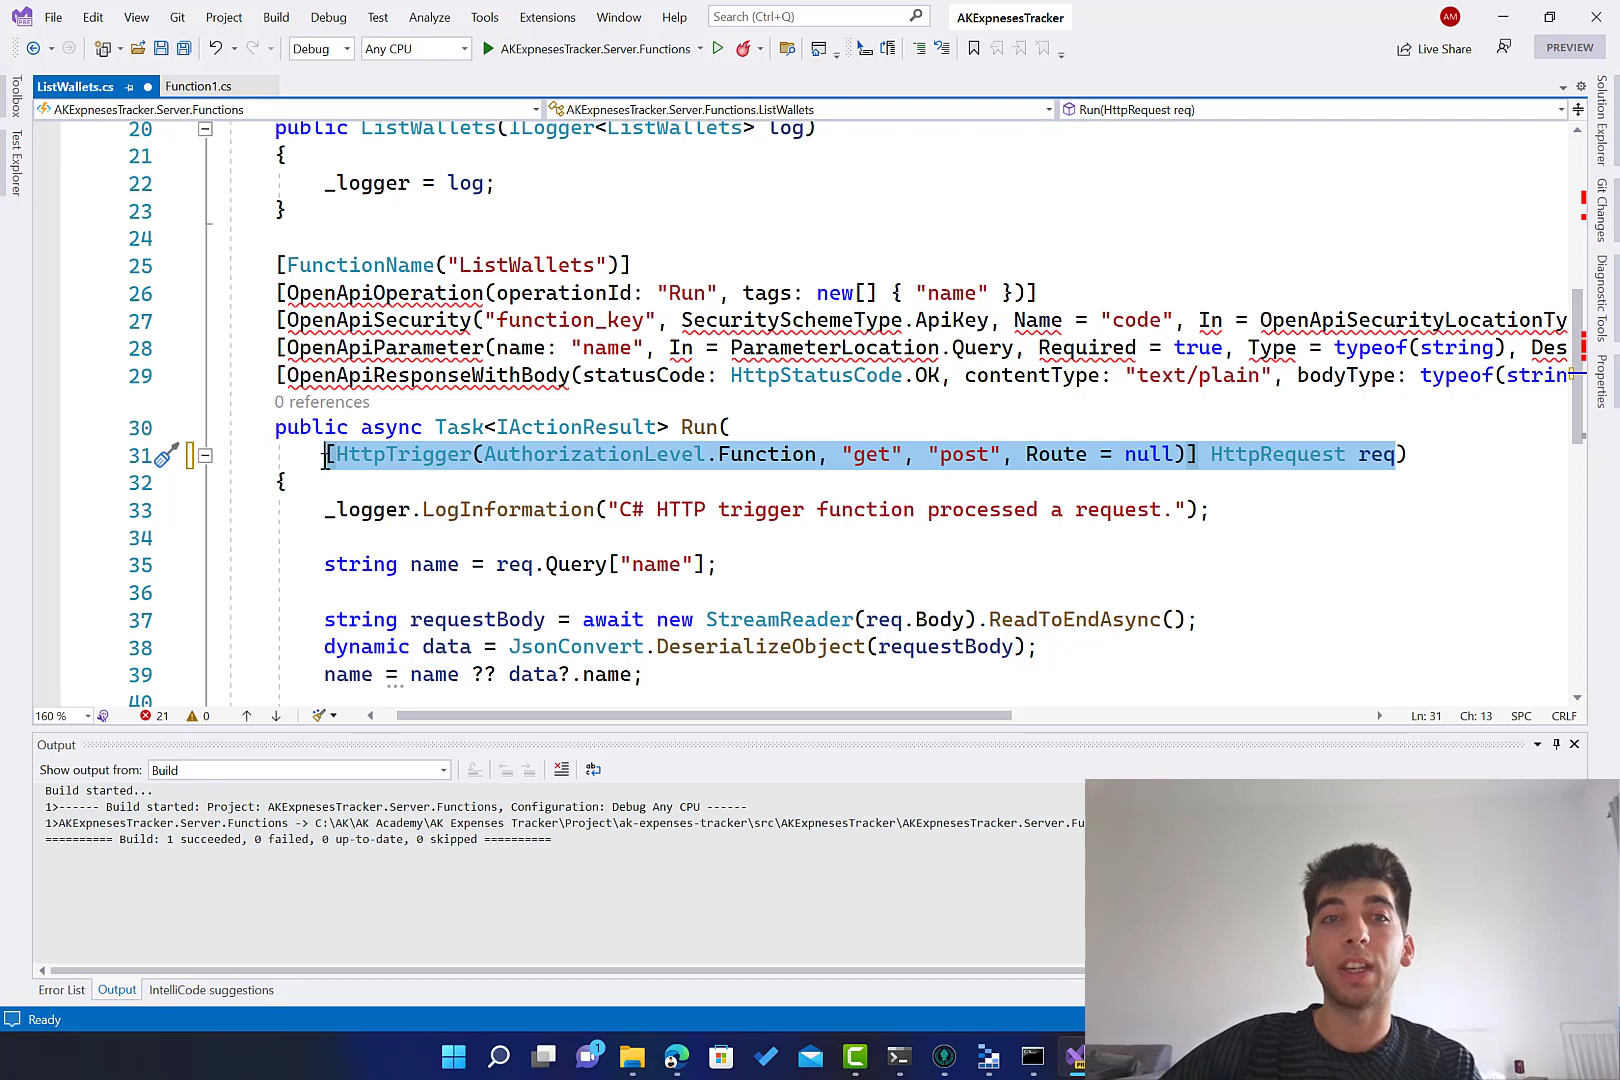 File Edit View Git Project Build Debug Test Analyze Tools Extensions Window Help Search (Ctrl+Q) AKExpnesesTracker AM
Debug Any CPU AKExpnesesTracker.Server.Functions Live Share PREVIEW
ListWallets.cs Function1.cs
AKExpnesesTracker.Server.Functions AKExpnesesTracker.Server.Functions.ListWallets Run(HttpRequest req)
Toolbox
Test Explorer
Solution Explorer
Git Changes
Diagnostic Tools
Properties
20 public ListWallets(ILogger<ListWallets> log)
21 {
22 _logger = log;
23 }
24
25 [FunctionName("ListWallets")]
26 [OpenApiOperation(operationId: "Run", tags: new[] { "name" })]
27 [OpenApiSecurity("function_key", SecuritySchemeType.ApiKey, Name = "code", In = OpenApiSecurityLocationTy
28 [OpenApiParameter(name: "name", In = ParameterLocation.Query, Required = true, Type = typeof(string), Des
29 [OpenApiResponseWithBody(statusCode: HttpStatusCode.OK, contentType: "text/plain", bodyType: typeof(strin
0 references
30 public async Task<IActionResult> Run(
31 [HttpTrigger(AuthorizationLevel.Function, "get", "post", Route = null)] HttpRequest req)
32 {
33 _logger.LogInformation("C# HTTP trigger function processed a request.");
34
35 string name = req.Query["name"];
36
37 string requestBody = await new StreamReader(req.Body).ReadToEndAsync();
38 dynamic data = JsonConvert.DeserializeObject(requestBody);
39 name = name ?? data?.name;
40
160 % 21 0 Ln: 31 Ch: 13 SPC CRLF
Output
Show output from: Build
Build started...
1>------ Build started: Project: AKExpnesesTracker.Server.Functions, Configuration: Debug Any CPU ------
1>AKExpnesesTracker.Server.Functions -> C:\AK\AK Academy\AK Expenses Tracker\Project\ak-expenses-tracker\src\AKExpnesesTracker\AKExpnesesTracker.Server.Fu
========== Build: 1 succeeded, 0 failed, 0 up-to-date, 0 skipped ==========
Error List Output IntelliCode suggestions
Ready
1